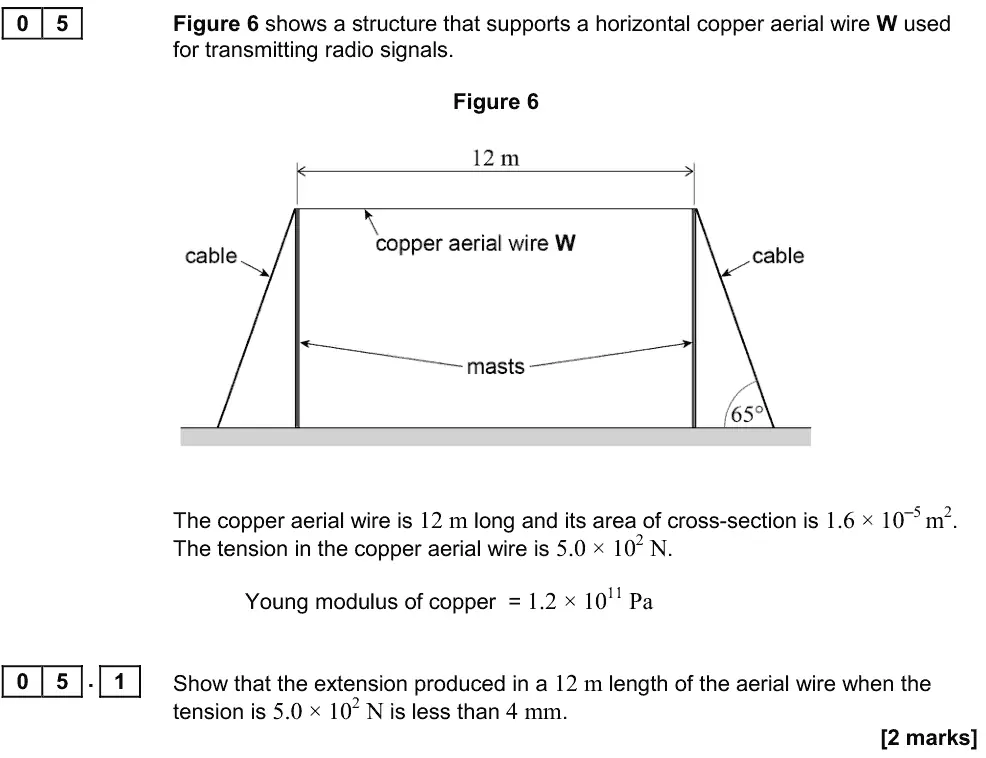 0 5
Figure 6 shows a structure that supports a horizontal copper aerial wire W used
for transmitting radio signals.
Figure 6
12 m
copper aerial wire W
cable
cable
masts
65°
The copper aerial wire is 12 m long and its area of cross-section is 1.6 × 10⁻⁵ m².
The tension in the copper aerial wire is 5.0 × 10² N.
Young modulus of copper = 1.2 × 10¹¹ Pa
0 5 . 1
Show that the extension produced in a 12 m length of the aerial wire when the
tension is 5.0 × 10² N is less than 4 mm.
[2 marks]